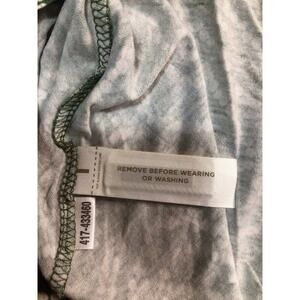 REMOVE BEFORE WEARING
OR WASHING
417-433460